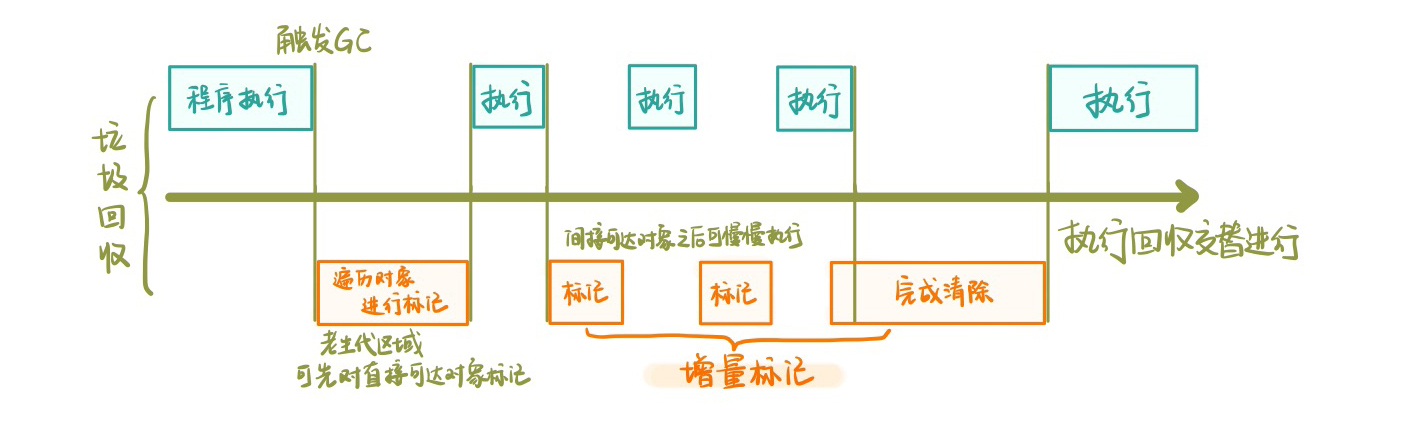 触发GC
程序执行
执行
执行
执行
执行
垃圾回收
间接可达对象之后可慢慢执行
执行回收交替进行
遍历对象
进行标记
标记
标记
完成清除
老生代区域
可先对直接可达对象标记
增量标记